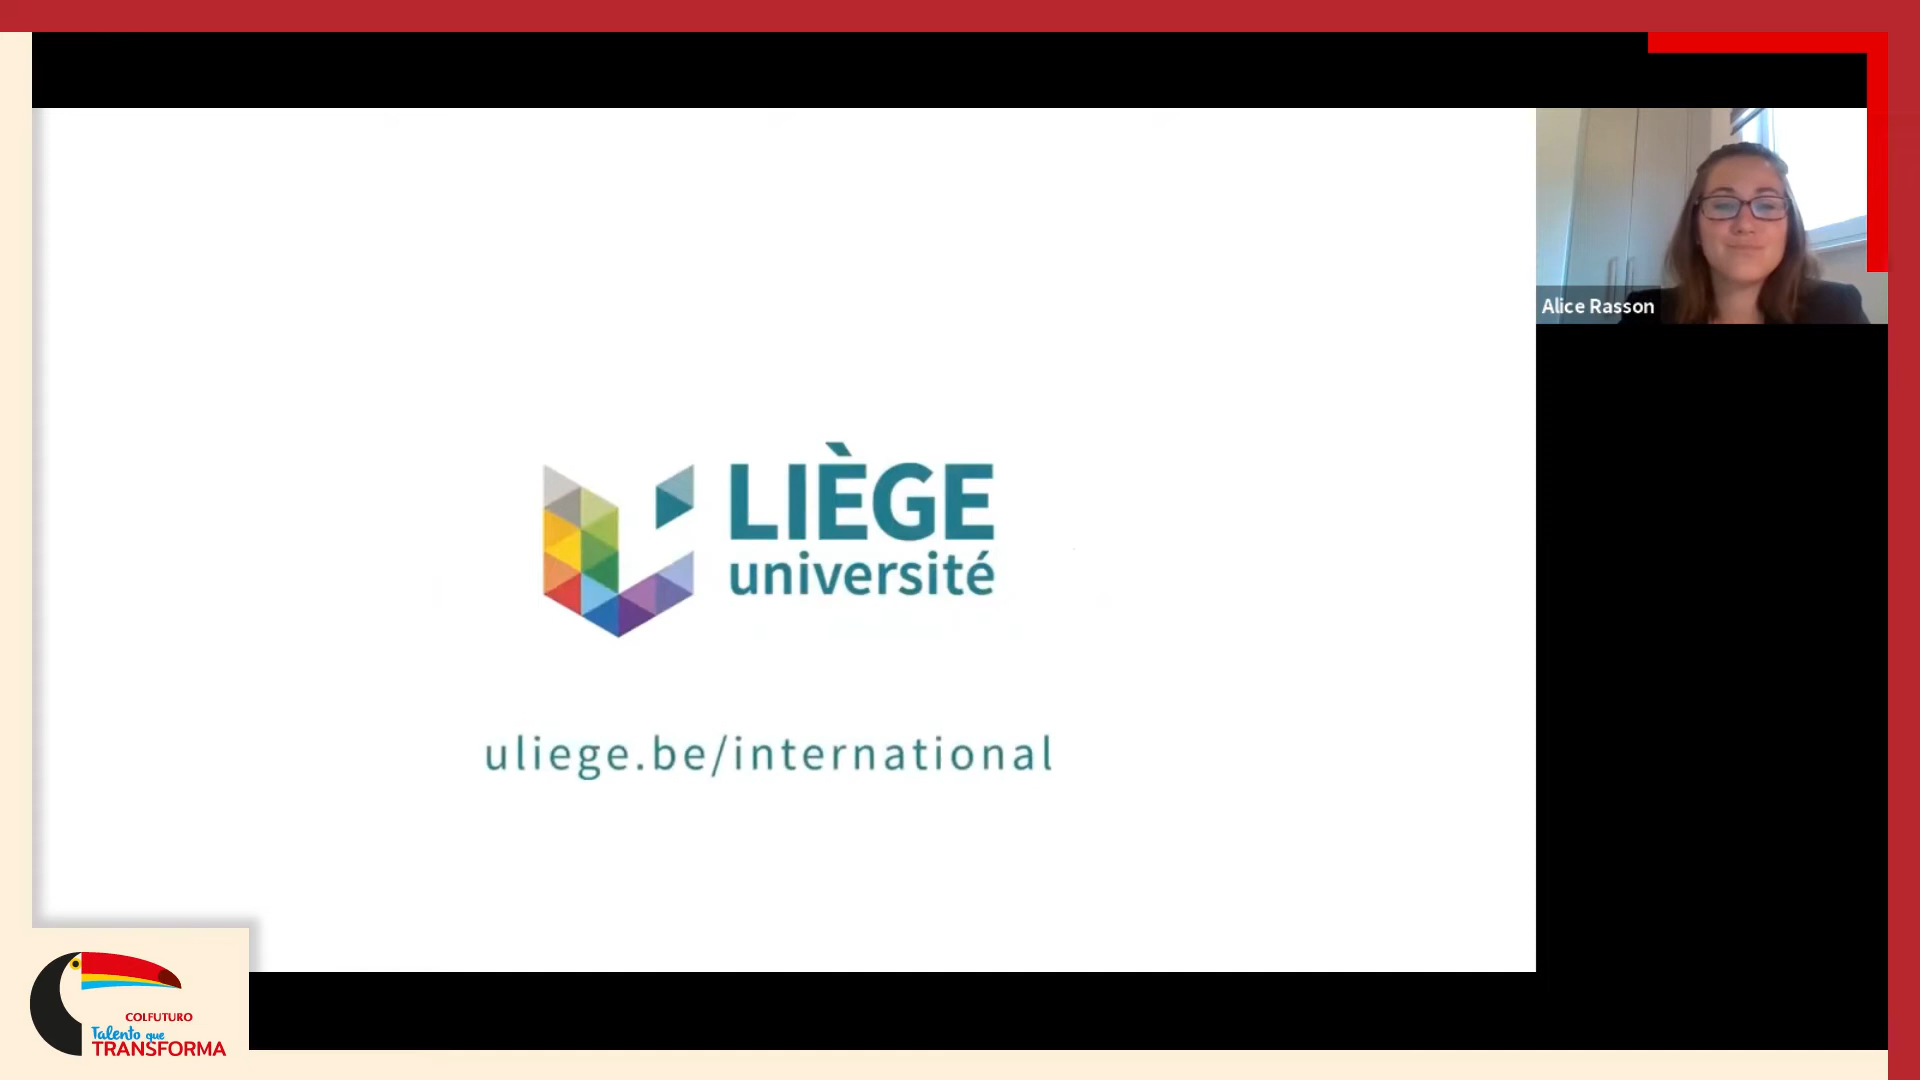 LIÈGE
université
uliege.be/international
Alice Rasson
COLFUTURO
Talento que
TRANSFORMA